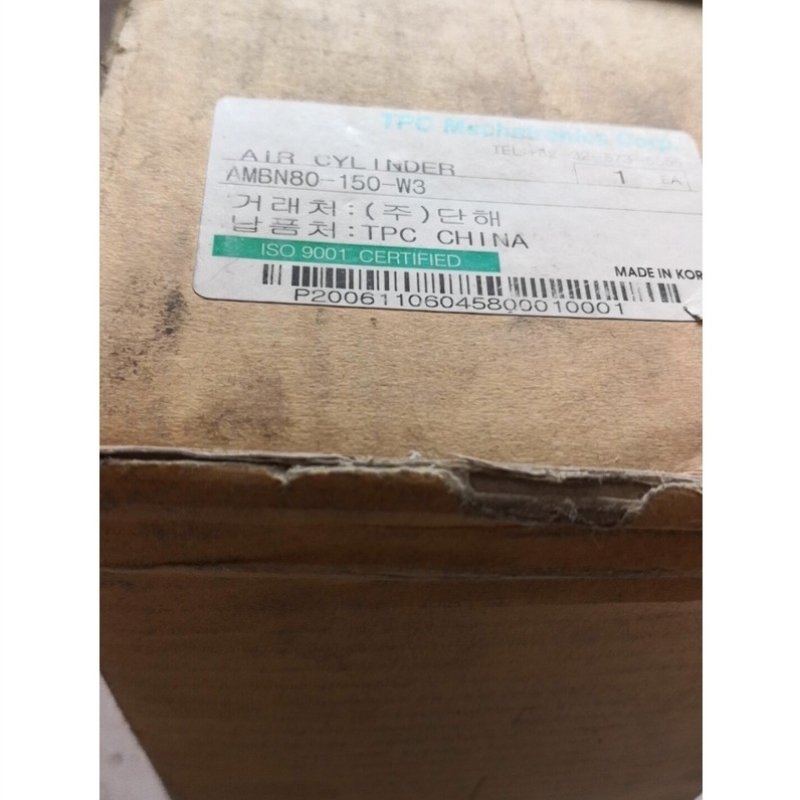 TPC Mechatronics Corp.
AIR CYLINDER
AMBN80-150-W3
1 EA
거래처:(주)단해
납품처:TPC CHINA
ISO 9001 CERTIFIED
MADE IN KOR
P20061106045800010001